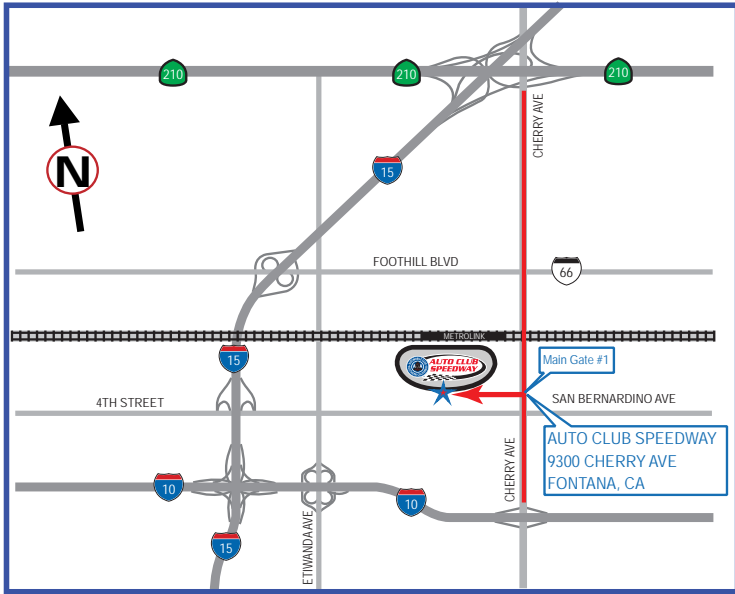 210
210
210
CHERRY AVE
N
15
FOOTHILL BLVD
66
METROLINK
15
AUTO CLUB
SPEEDWAY
Main Gate #1
4TH STREET
SAN BERNARDINO AVE
AUTO CLUB SPEEDWAY
9300 CHERRY AVE
FONTANA, CA
CHERRY AVE
10
10
ETIWANDA AVE
15